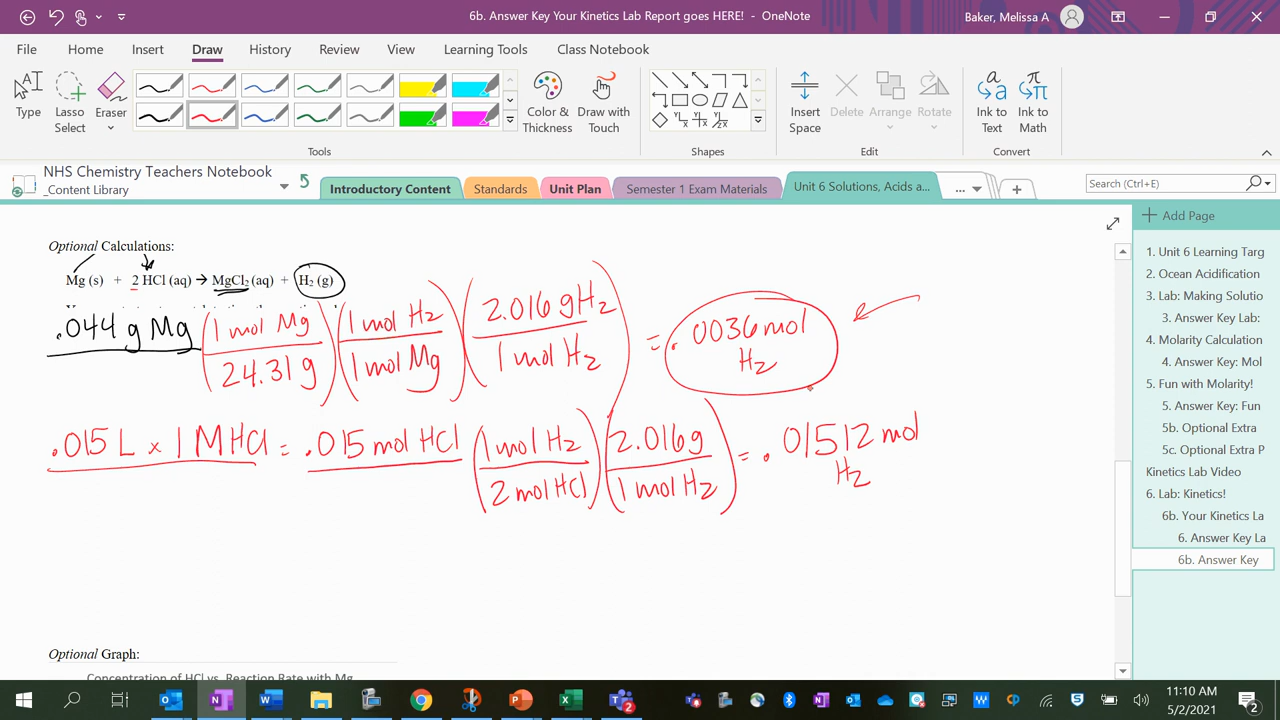 6b. Answer Key Your Kinetics Lab Report goes HERE! - OneNote
Baker, Melissa A
File Home Insert Draw History Review View Learning Tools Class Notebook
Type
Lasso Select
Eraser
Color & Thickness
Draw with Touch
Insert Space
Delete
Arrange
Rotate
Ink to Text
Ink to Math
Tools Shapes Edit Convert
NHS Chemistry Teachers Notebook
_Content Library
Introductory Content Standards Unit Plan Semester 1 Exam Materials Unit 6 Solutions, Acids a... ... +
Search (Ctrl+E)
Add Page
1. Unit 6 Learning Targ
2. Ocean Acidification
3. Lab: Making Solutio
3. Answer Key Lab:
4. Molarity Calculation
4. Answer Key: Mol
5. Fun with Molarity!
5. Answer Key: Fun
5b. Optional Extra
5c. Optional Extra P
Kinetics Lab Video
6. Lab: Kinetics!
6b. Your Kinetics La
6. Answer Key La
6b. Answer Key
Optional Calculations:
Mg (s) + 2 HCl (aq) → MgCl₂ (aq) + H₂ (g)
.044 g Mg (1 mol Mg / 24.31 g) (1 mol H₂ / 1 mol Mg) (2.016 g H₂ / 1 mol H₂) = .0036 mol H₂
.015 L × 1 M HCl = .015 mol HCl (1 mol H₂ / 2 mol HCl) (2.016 g / 1 mol H₂) = .01512 mol H₂
Optional Graph:
Concentration of HCl vs. Reaction Rate with Mg
11:10 AM
5/2/2021
2